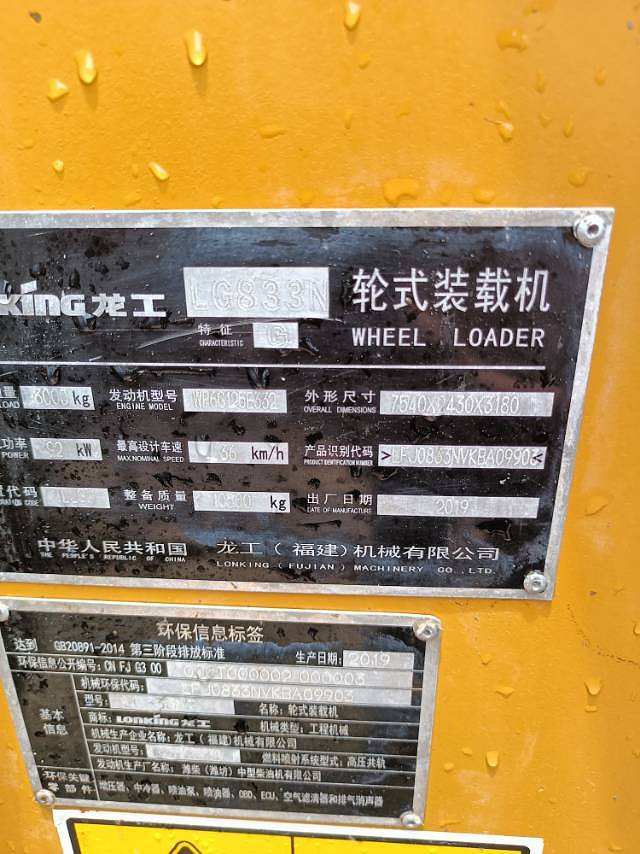 KING龙工 LG833N 轮式装载机
特征 G
CHARACTERISTIC
WHEEL LOADER
3000 kg 发动机型号 外形尺寸 7540X2430X3180
LOAD ENGINE MODEL OVERALL DIMENSIONS
功率 92 kW 最高设计车速 36 km/h 产品识别代码
POWER MAX.NOMINAL SPEED PRODUCT IDENTIFICATION NUMBER
代码 整备质量 kg 出厂日期 2019
WEIGHT DATE OF MANUFACTURE
中华人民共和国 龙工(福建)机械有限公司
THE PEOPLE'S REPUBLIC OF CHINA LONKING (FUJIAN) MACHINERY CO., LTD.
环保信息标签
达到 GB20891-2014 第三阶段排放标准 生产日期: 2019
环保信息公开编号: CN FJ G3 00
机械环保代码: LFJ0833NVKBA09903
型号: 名称: 轮式装载机
基本信息
商标: LONKING龙工 机械类型: 工程机械
机械生产企业名称: 龙工(福建)机械有限公司
发动机型号: 燃料喷射系统型式: 高压共轨
发动机生产厂名称: 潍柴(潍坊)中型柴油机有限公司
环保关键零部件
增压器、中冷器、喷油泵、喷油器、OBD、ECU、空气滤清器和排气消声器